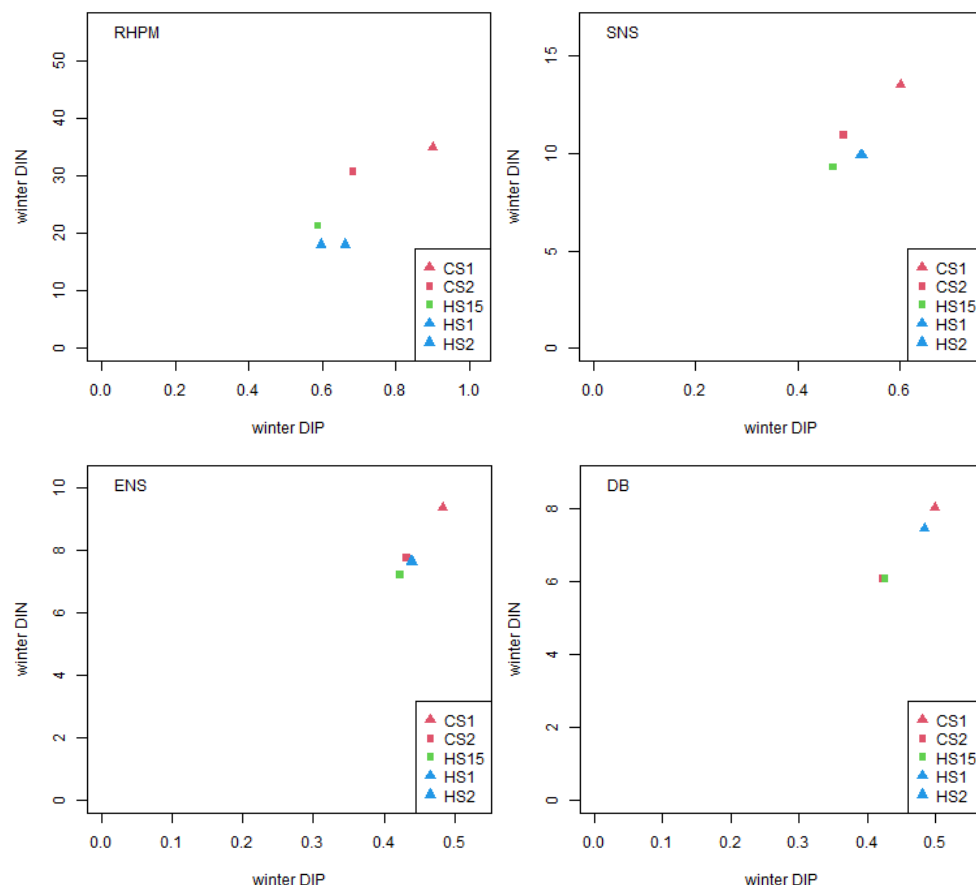 RHPM
winter DIN
0
10
20
30
40
50
0.0
0.2
0.4
0.6
0.8
1.0
winter DIP
CS1
CS2
HS15
HS1
HS2
SNS
winter DIN
0
5
10
15
0.0
0.2
0.4
0.6
winter DIP
CS1
CS2
HS15
HS1
HS2
ENS
winter DIN
0
2
4
6
8
10
0.0
0.1
0.2
0.3
0.4
0.5
winter DIP
CS1
CS2
HS15
HS1
HS2
DB
winter DIN
0
2
4
6
8
0.0
0.1
0.2
0.3
0.4
0.5
winter DIP
CS1
CS2
HS15
HS1
HS2